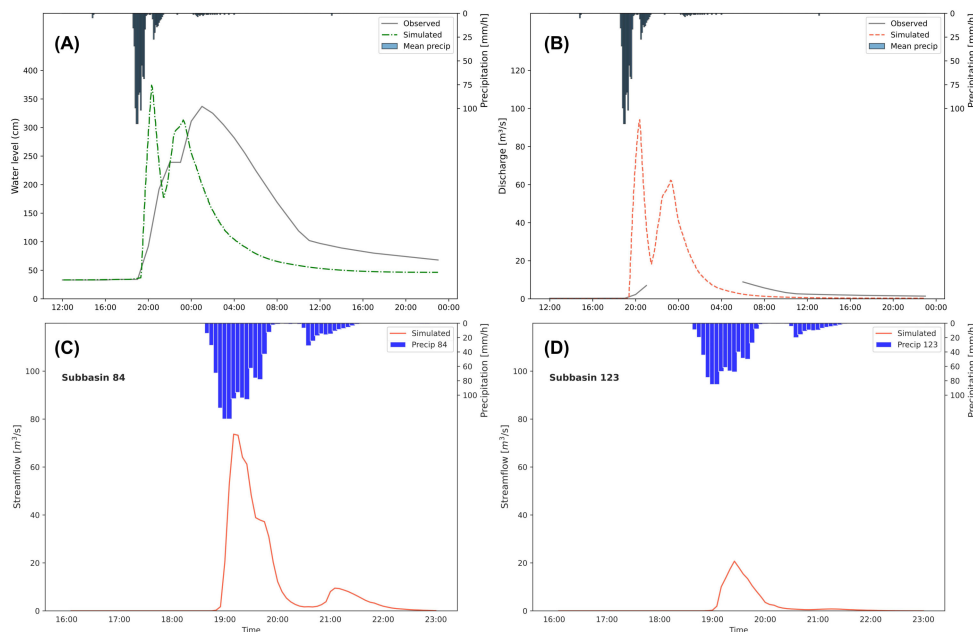 (A)
Observed
Simulated
Mean precip
Water level (cm)
400
350
300
250
200
150
100
50
0
Precipitation [mm/h]
0
25
50
75
100
12:00 16:00 20:00 00:00 04:00 08:00 12:00 16:00 20:00 00:00
(B)
Observed
Simulated
Mean precip
Discharge [m³/s]
120
100
80
60
40
20
0
Precipitation [mm/h]
0
25
50
75
100
12:00 16:00 20:00 00:00 04:00 08:00 12:00 16:00 20:00 00:00
(C)
Simulated
Precip 84
Subbasin 84
Streamflow [m³/s]
100
80
60
40
20
0
Precipitation [mm/h]
0
20
40
60
80
100
16:00 17:00 18:00 19:00 20:00 21:00 22:00 23:00
Time
(D)
Simulated
Precip 123
Subbasin 123
Streamflow [m³/s]
100
80
60
40
20
0
Precipitation [mm/h]
0
20
40
60
80
100
16:00 17:00 18:00 19:00 20:00 21:00 22:00 23:00
Time